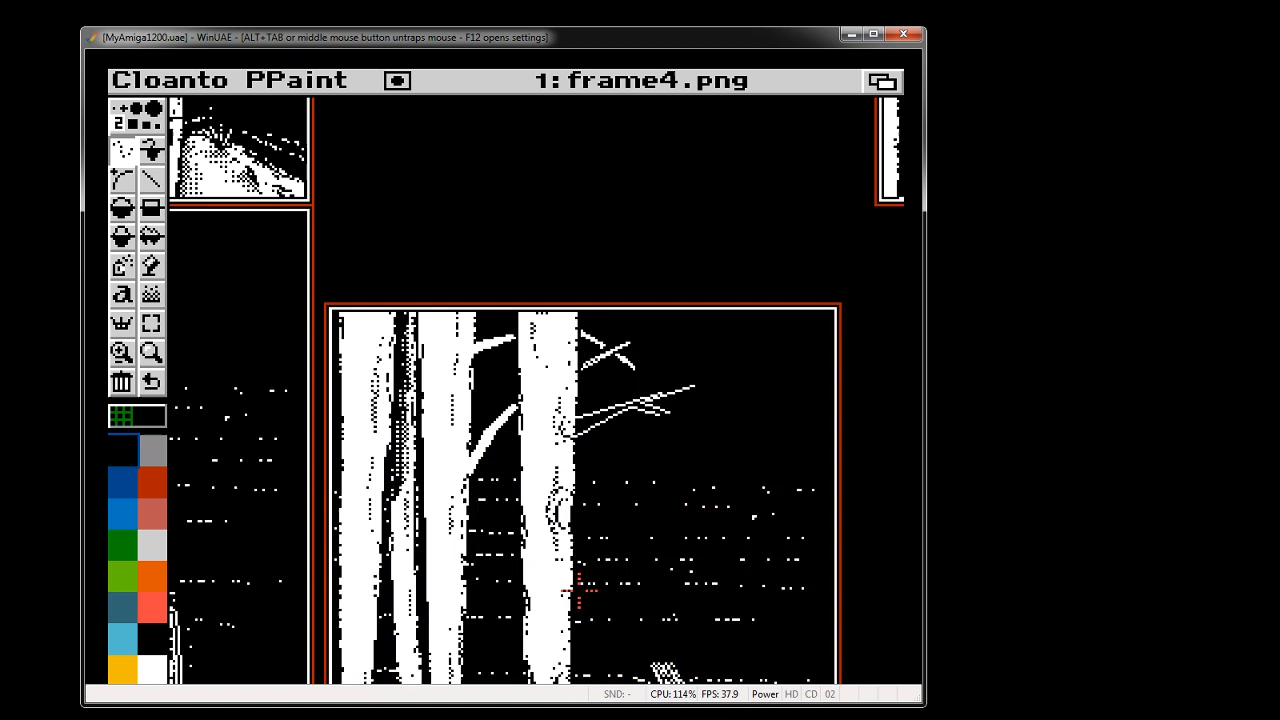 [MyAmiga1200.uae] - WinUAE - [ALT+TAB or middle mouse button untraps mouse - F12 opens settings]
Cloanto PPaint 1:frame4.png
2
a
SND: - CPU: 114% FPS: 37.9 Power HD CD 02